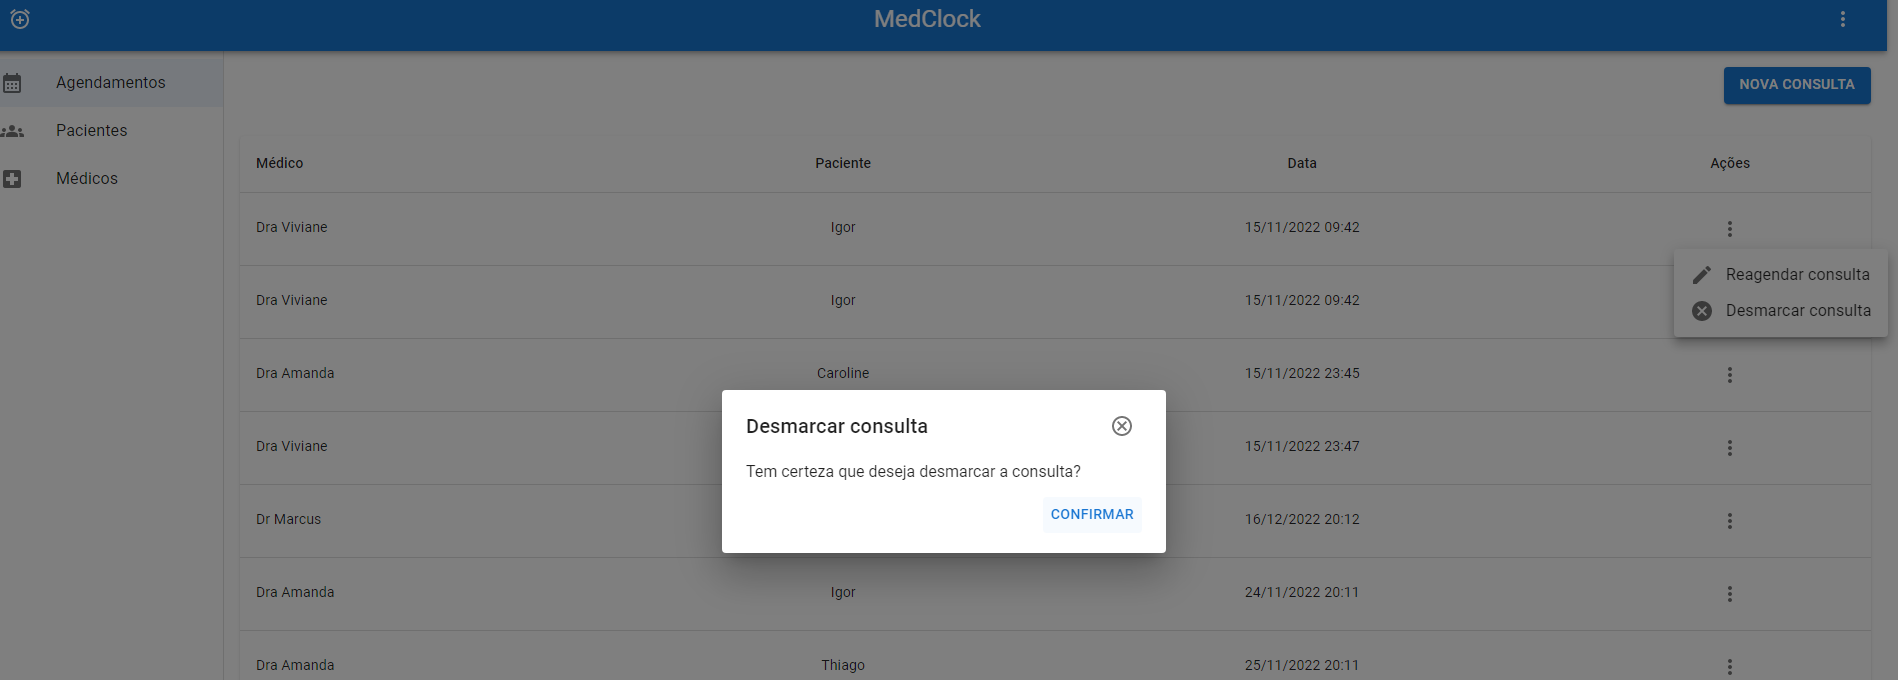 MedClock
Agendamentos
Pacientes
Médicos
NOVA CONSULTA
Médico Paciente Data Ações
Dra Viviane Igor 15/11/2022 09:42
Reagendar consulta
Desmarcar consulta
Dra Viviane Igor 15/11/2022 09:42
Dra Amanda Caroline 15/11/2022 23:45
Dra Viviane 15/11/2022 23:47
Dr Marcus 16/12/2022 20:12
Dra Amanda Igor 24/11/2022 20:11
Dra Amanda Thiago 25/11/2022 20:11
Desmarcar consulta
Tem certeza que deseja desmarcar a consulta?
CONFIRMAR